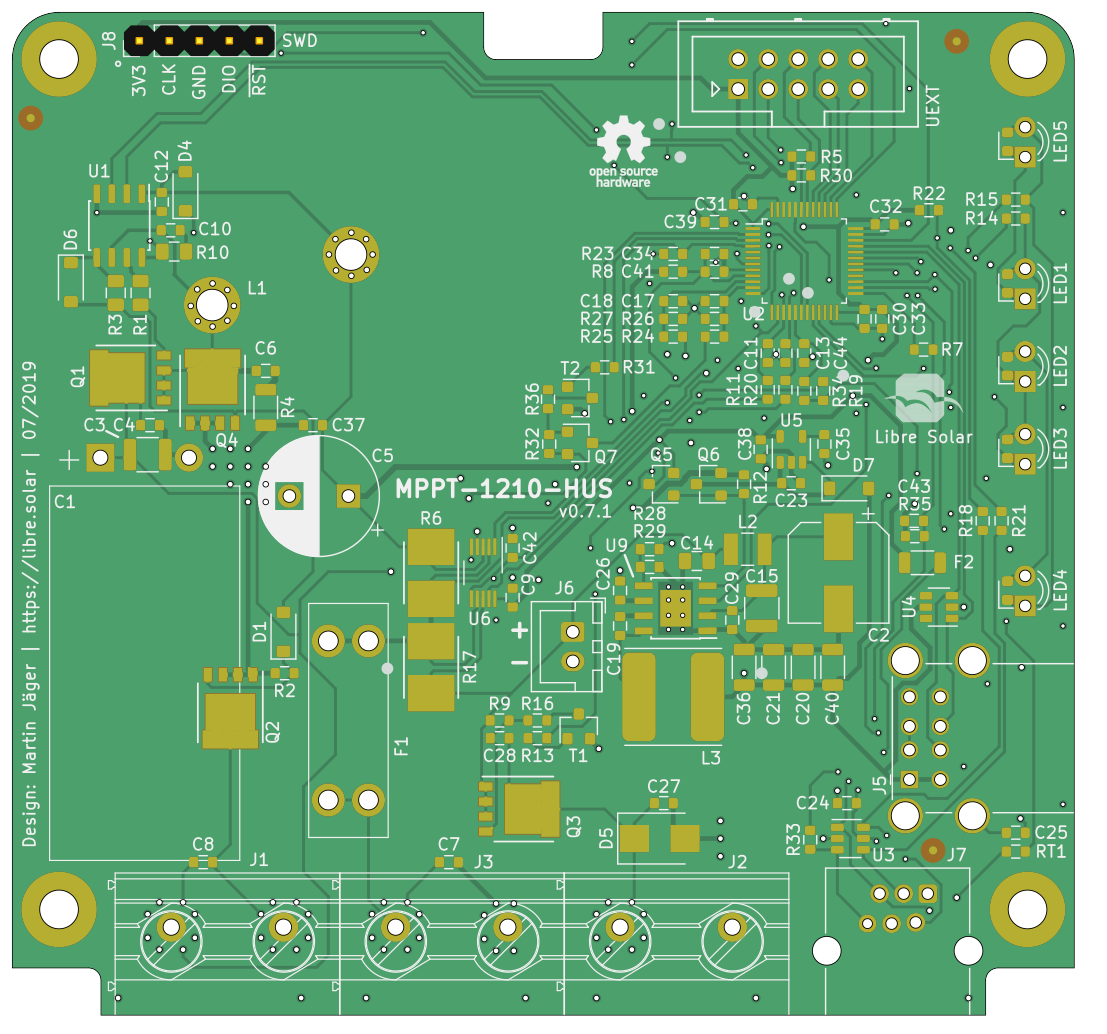 J8
SWD
3V3
CLK
GND
DIO
RST
UEXT
open source
hardware
LED5
R5
R30
U1
C12
D4
C31
C39
R22
C32
R15
R14
D6
C10
R10
R23
C34
R8
C41
L1
LED1
C18
C17
R27
R26
R25
R24
U2
C30
C33
R3
R1
Q1
C6
R4
T2
R31
C11
C13
C44
R7
LED2
R36
R11
R20
R34
R19
C3
C4
Q4
C37
Libre Solar
R32
Q7
U5
C38
C35
LED3
C5
Q5
Q6
D7
+
C1
MPPT-1210-HUS
v0.7.1
R12
C23
C43
R35
R18
R21
R6
R28
R29
L2
+
C42
U9
C14
F2
C26
C29
C15
U4
LED4
C9
J6
U6
D1
+
-
C19
C2
R2
R17
C36
C21
C20
C40
Q2
R9
R16
C28
R13
T1
L3
F1
J5
Q3
C27
D5
C24
R33
U3
C25
RT1
C8
J1
C7
J3
J2
J7
+
Design: Martin Jäger | https://libre.solar | 07/2019